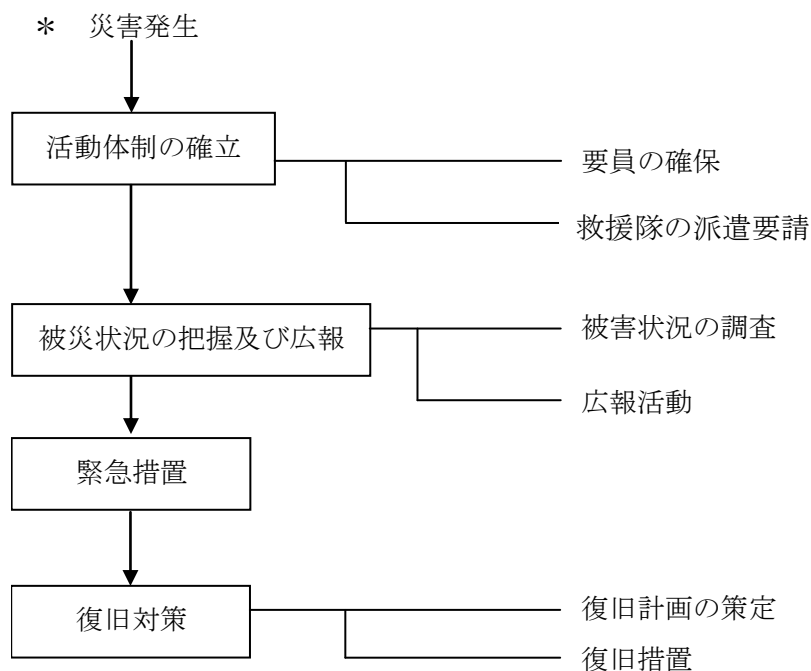 ＊ 災害発生
活動体制の確立
要員の確保
救援隊の派遣要請
被災状況の把握及び広報
被害状況の調査
広報活動
緊急措置
復旧対策
復旧計画の策定
復旧措置